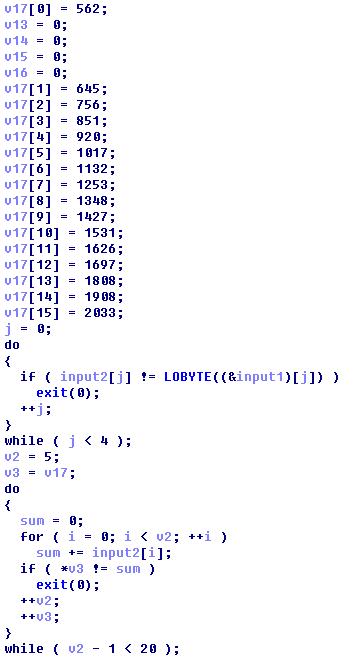 v17[0] = 562;
v13 = 0;
v14 = 0;
v15 = 0;
v16 = 0;
v17[1] = 645;
v17[2] = 756;
v17[3] = 851;
v17[4] = 920;
v17[5] = 1017;
v17[6] = 1132;
v17[7] = 1253;
v17[8] = 1348;
v17[9] = 1427;
v17[10] = 1531;
v17[11] = 1626;
v17[12] = 1697;
v17[13] = 1808;
v17[14] = 1908;
v17[15] = 2033;
j = 0;
do
{
  if ( input2[j] != LOBYTE((&input1)[j]) )
    exit(0);
  ++j;
}
while ( j < 4 );
v2 = 5;
v3 = v17;
do
{
  sum = 0;
  for ( i = 0; i < v2; ++i )
    sum += input2[i];
  if ( *v3 != sum )
    exit(0);
  ++v2;
  ++v3;
}
while ( v2 - 1 < 20 );